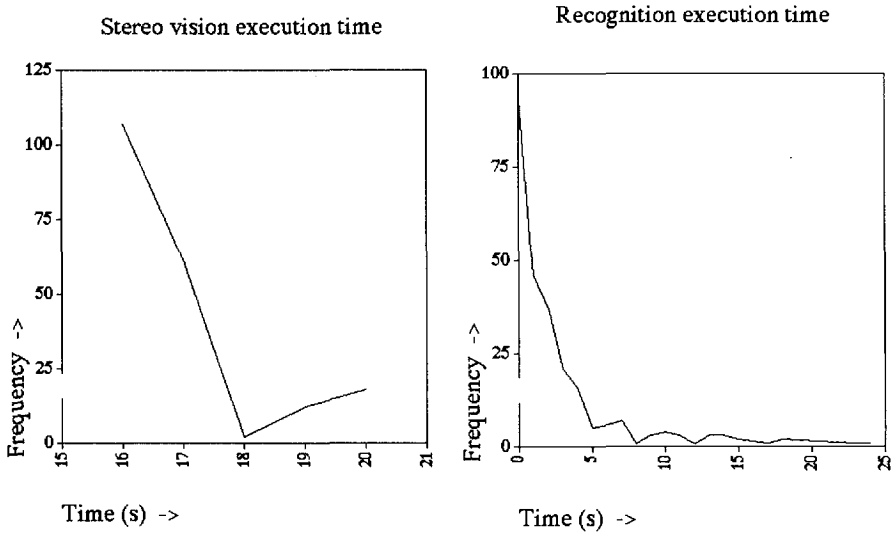 Stereo vision execution time
125
100
75
50
25
0
Frequency ->
15 16 17 18 19 20 21
Time (s) ->
Recognition execution time
100
75
50
25
0
Frequency ->
0 5 10 15 20 25
Time (s) ->